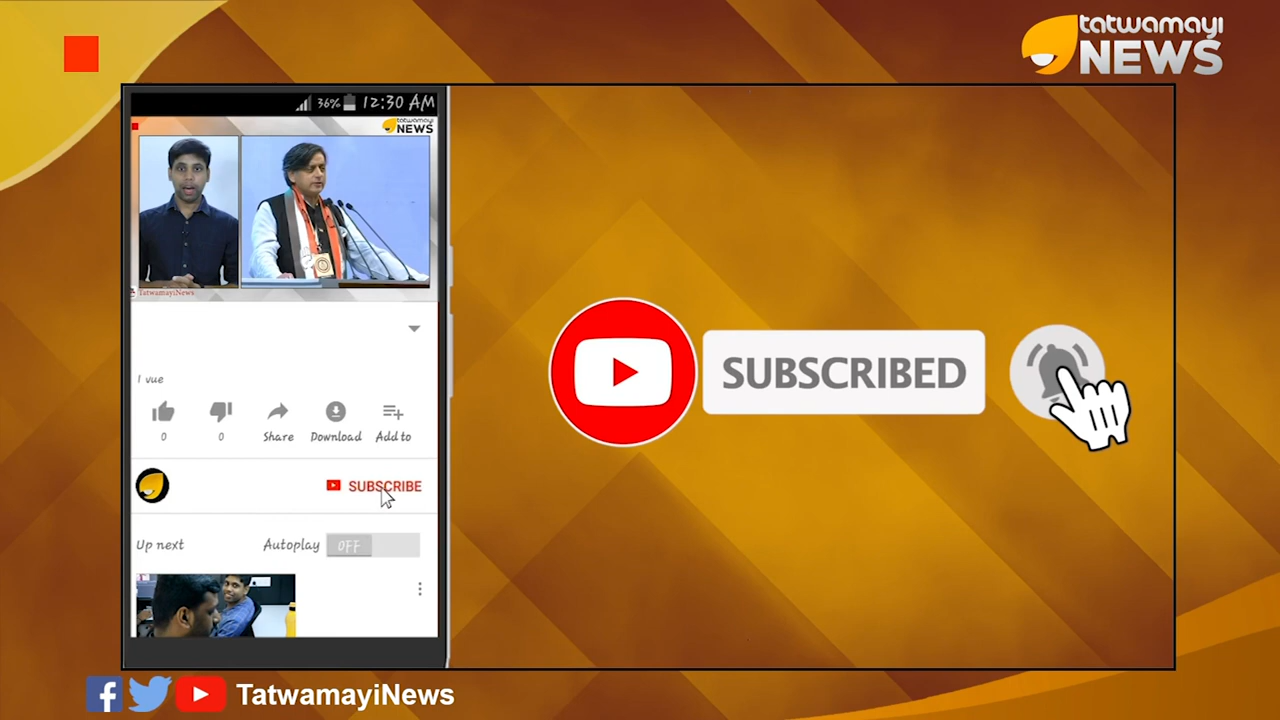 tatwamayi
NEWS
36% 12:30 AM
tatwamayi
NEWS
TatwamayiNews
1 vue
0
0
Share
Download
Add to
SUBSCRIBE
Up next
Autoplay
OFF
SUBSCRIBED
TatwamayiNews